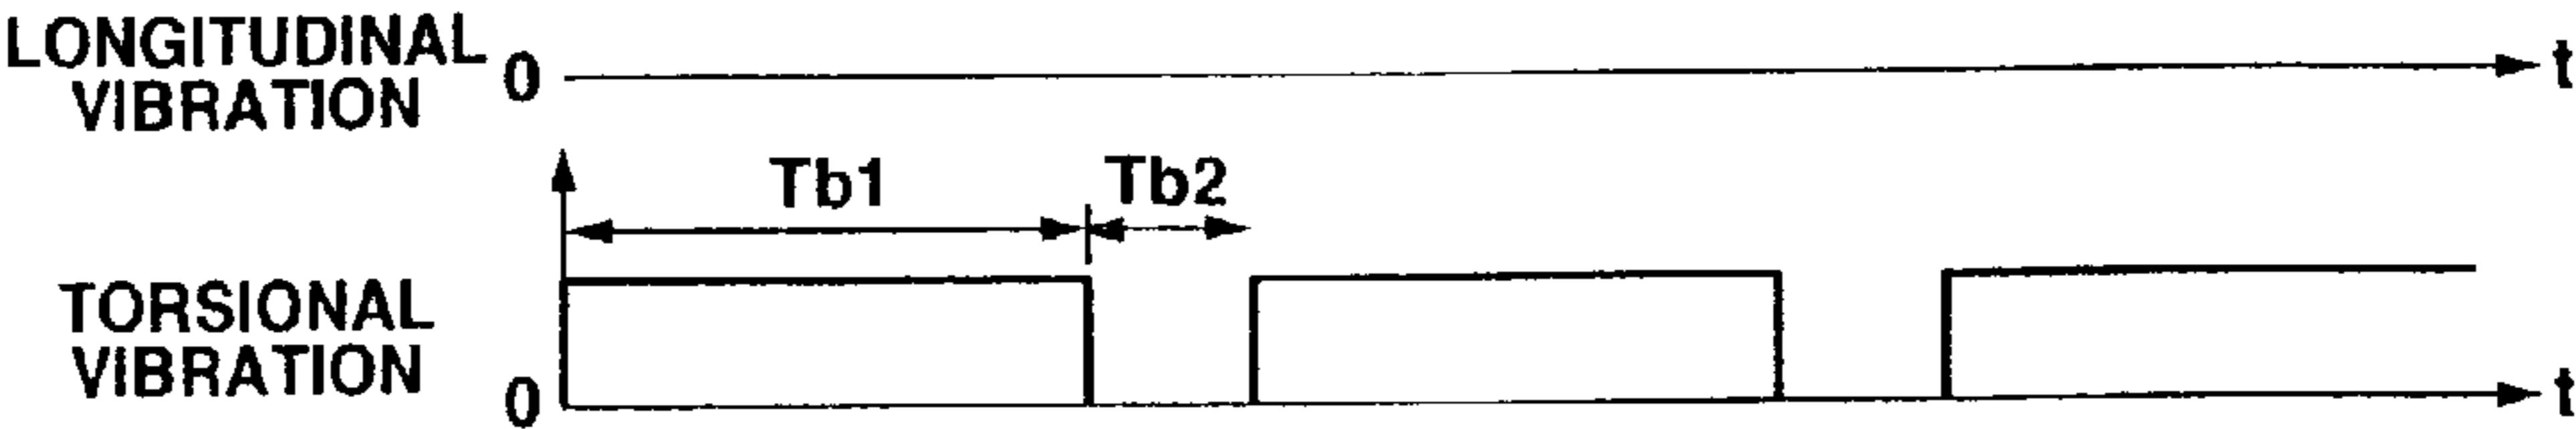 LONGITUDINAL
VIBRATION
0
t
Tb1
Tb2
TORSIONAL
VIBRATION
0
t